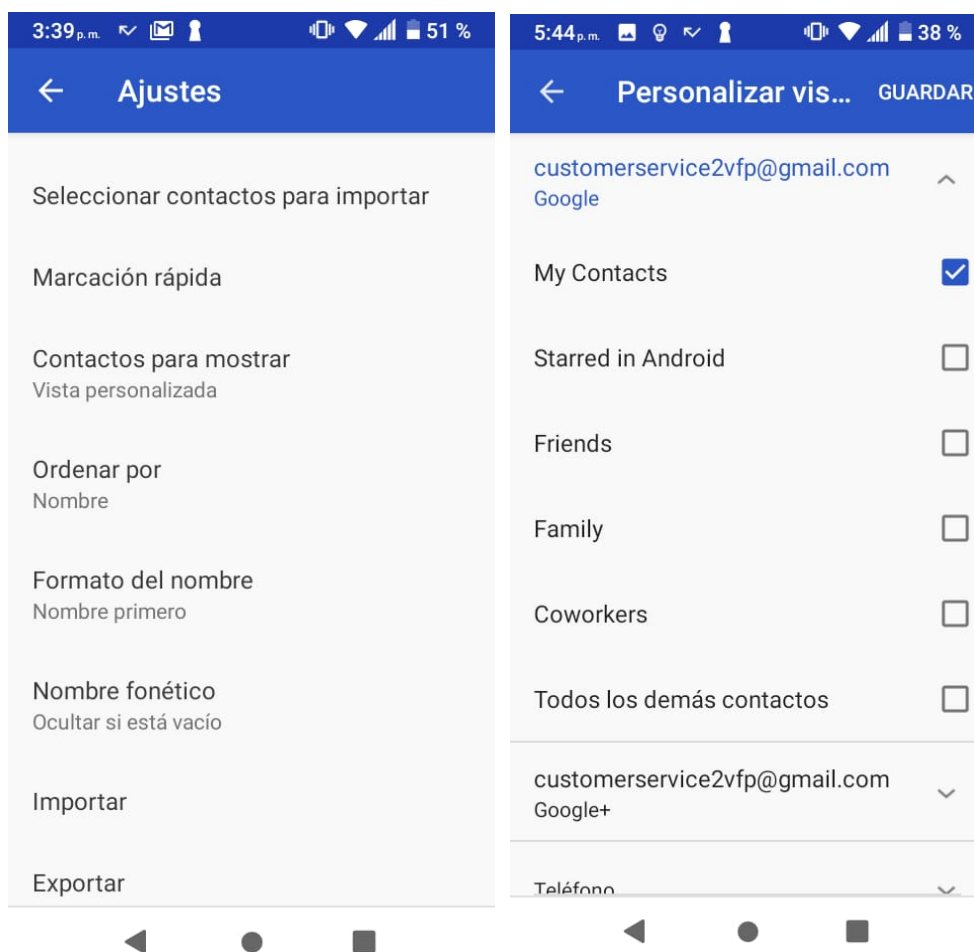 3:39 p.m.
51 %
Ajustes
Seleccionar contactos para importar
Marcación rápida
Contactos para mostrar
Vista personalizada
Ordenar por
Nombre
Formato del nombre
Nombre primero
Nombre fonético
Ocultar si está vacío
Importar
Exportar
5:44 p.m.
38 %
Personalizar vis... GUARDAR
customerservice2vfp@gmail.com
Google
My Contacts
Starred in Android
Friends
Family
Coworkers
Todos los demás contactos
customerservice2vfp@gmail.com
Google+
Teléfono